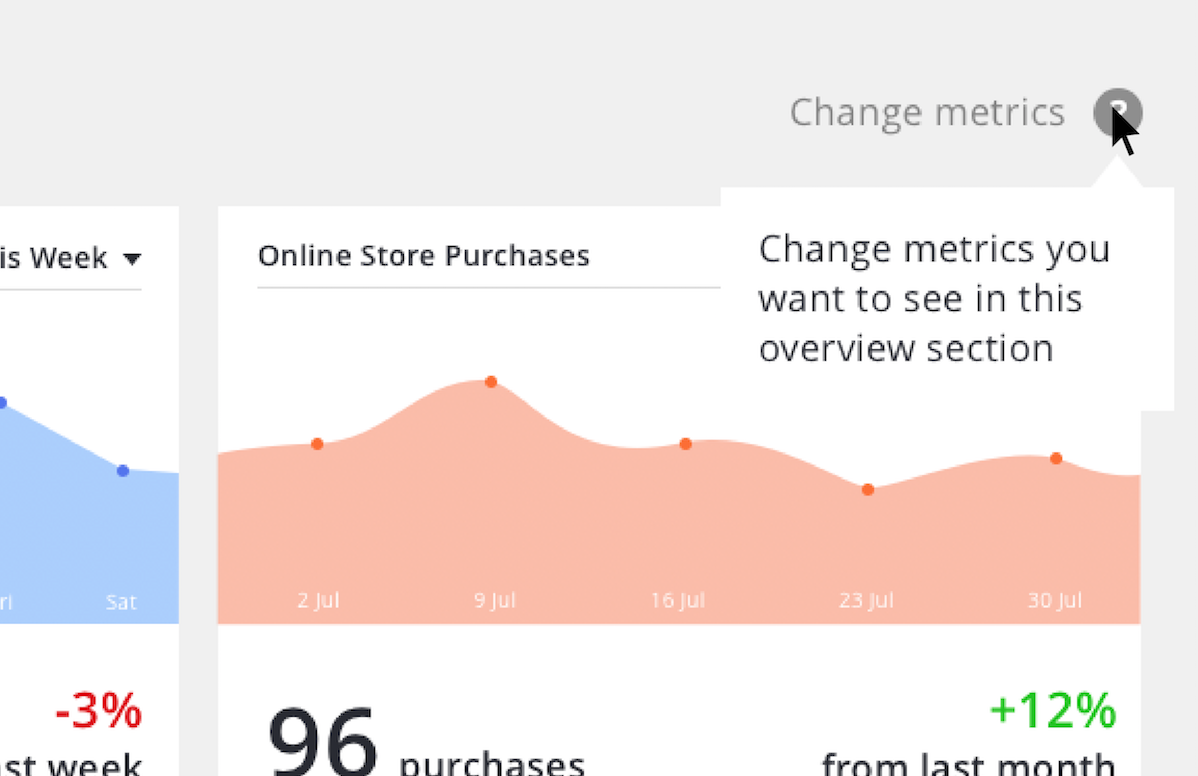 Change metrics ?
Change metrics you
want to see in this
overview section
is Week
Online Store Purchases
ri Sat
2 Jul 9 Jul 16 Jul 23 Jul 30 Jul
-3%
st week
96 purchases
+12%
from last month